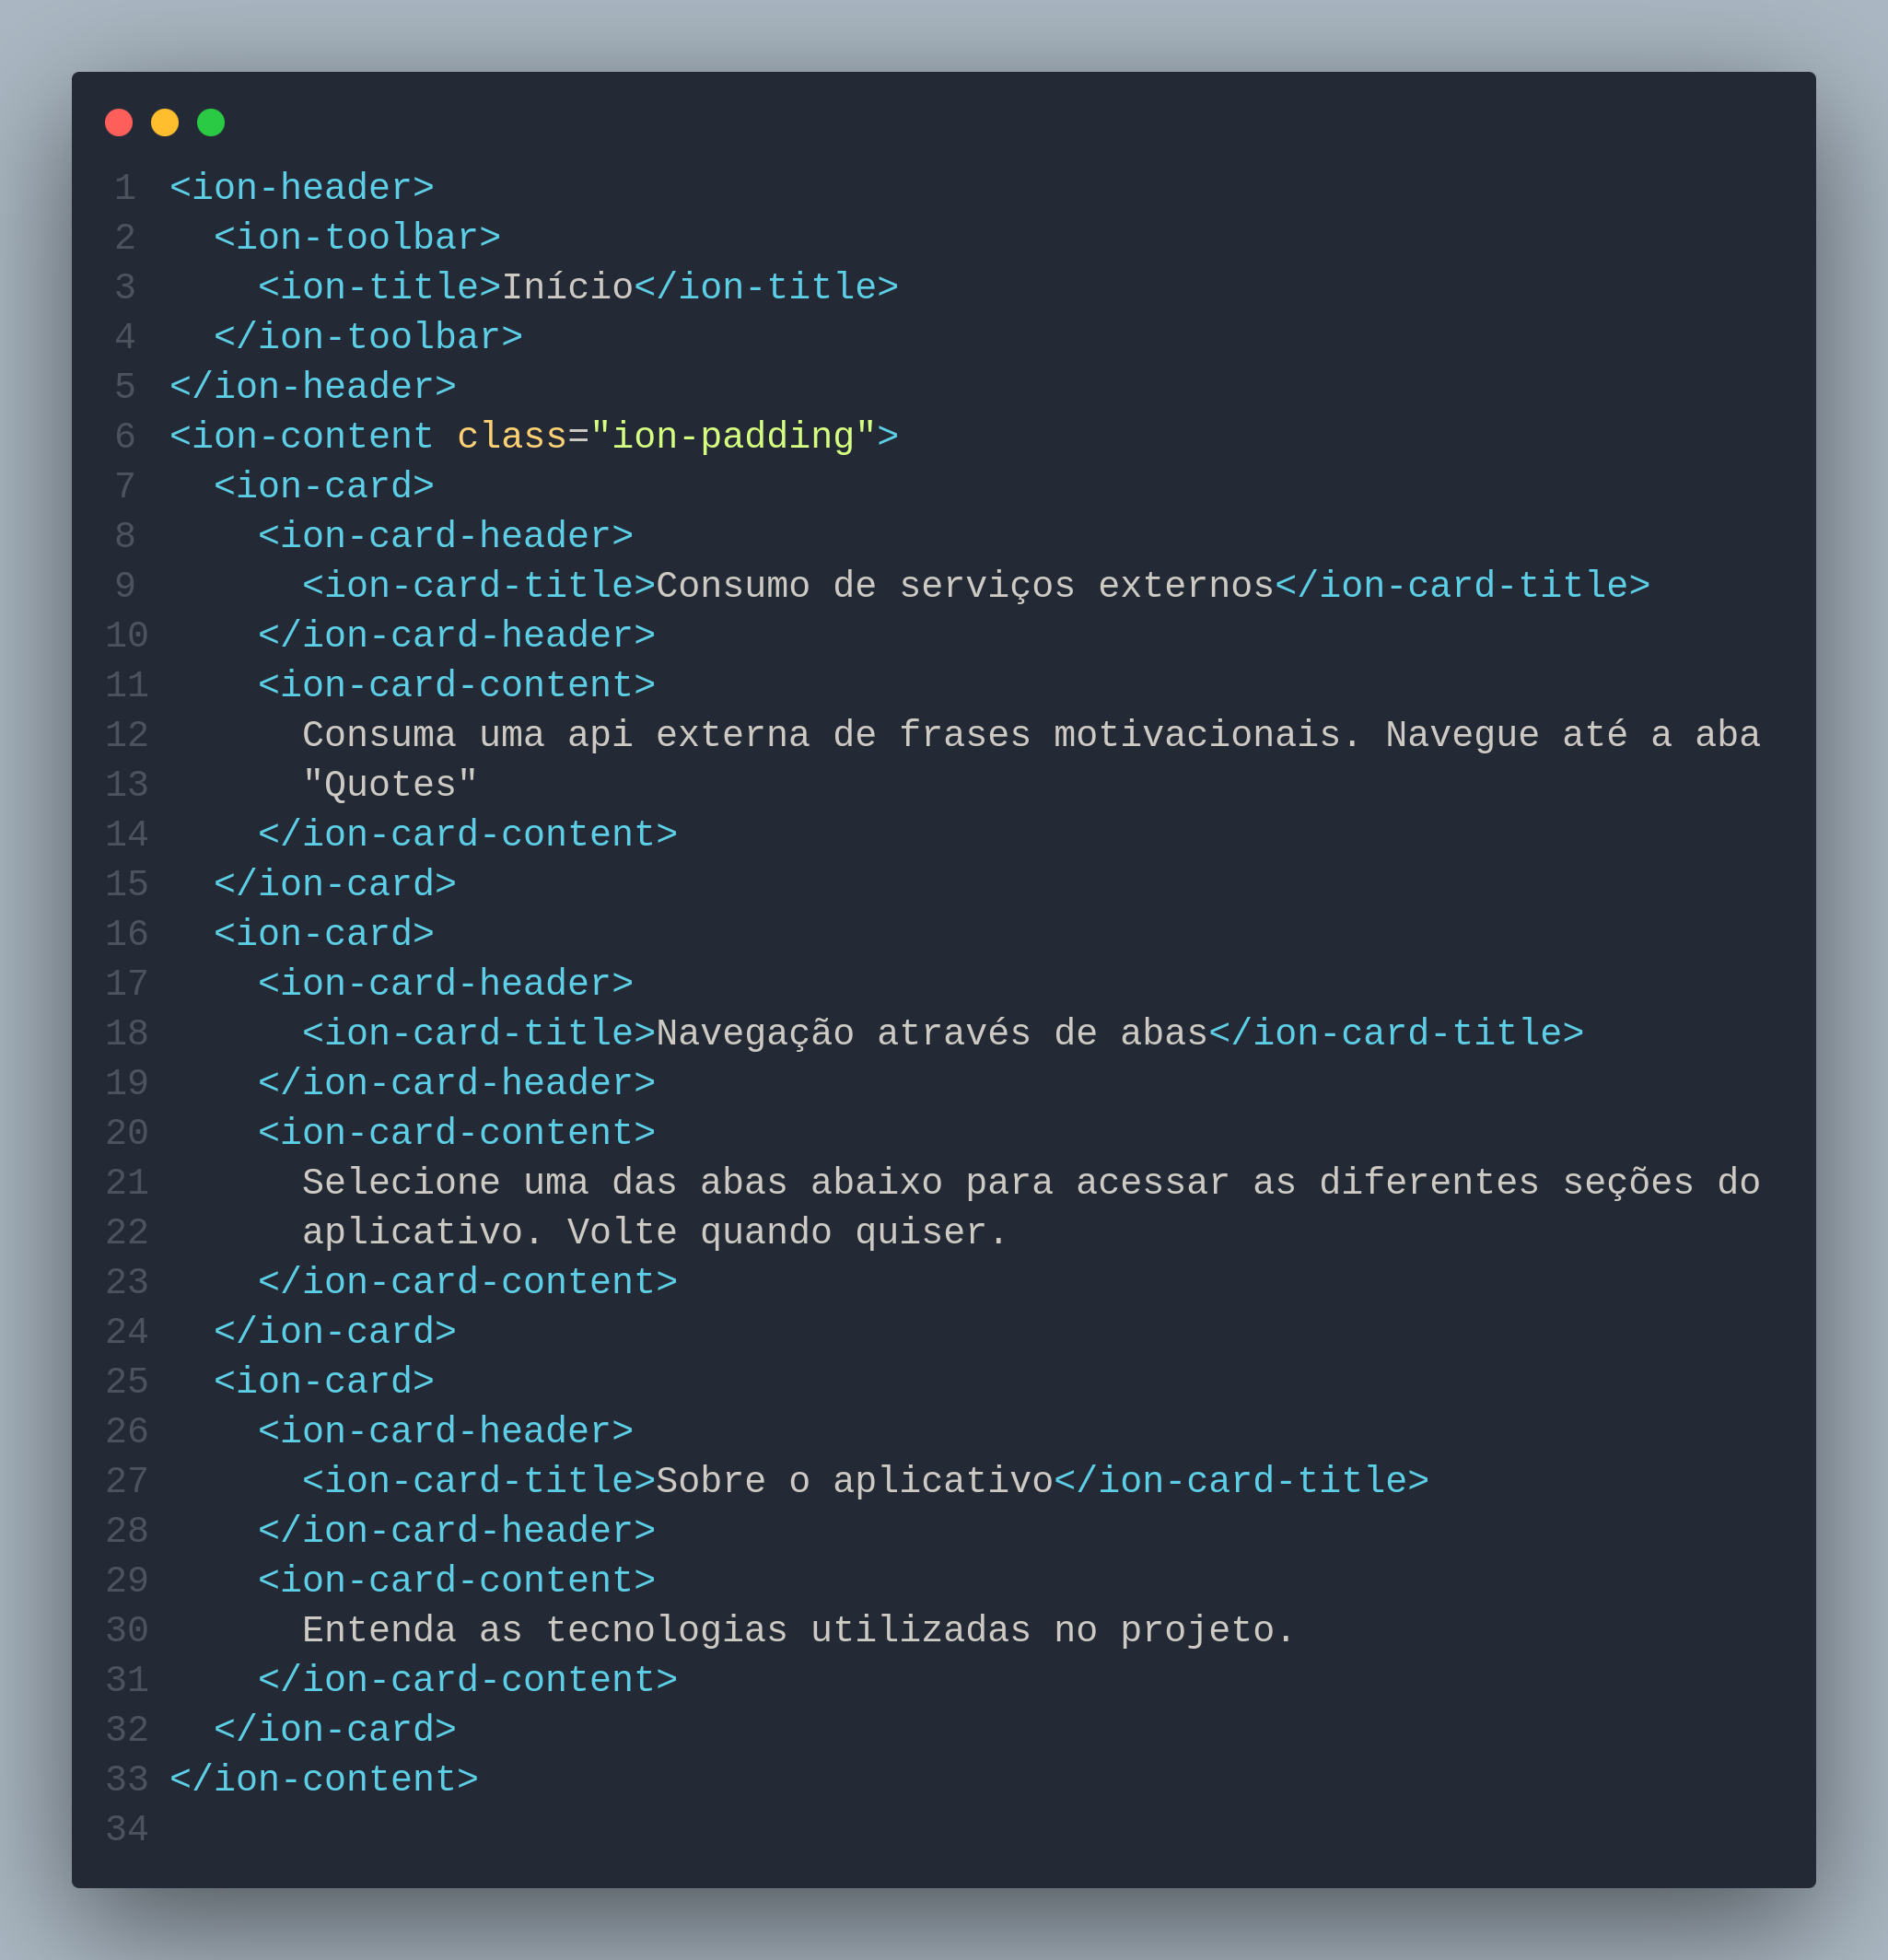 1 <ion-header>
2   <ion-toolbar>
3     <ion-title>Início</ion-title>
4   </ion-toolbar>
5 </ion-header>
6 <ion-content class="ion-padding">
7   <ion-card>
8     <ion-card-header>
9       <ion-card-title>Consumo de serviços externos</ion-card-title>
10     </ion-card-header>
11     <ion-card-content>
12       Consuma uma api externa de frases motivacionais. Navegue até a aba
13       "Quotes"
14     </ion-card-content>
15   </ion-card>
16   <ion-card>
17     <ion-card-header>
18       <ion-card-title>Navegação através de abas</ion-card-title>
19     </ion-card-header>
20     <ion-card-content>
21       Selecione uma das abas abaixo para acessar as diferentes seções do
22       aplicativo. Volte quando quiser.
23     </ion-card-content>
24   </ion-card>
25   <ion-card>
26     <ion-card-header>
27       <ion-card-title>Sobre o aplicativo</ion-card-title>
28     </ion-card-header>
29     <ion-card-content>
30       Entenda as tecnologias utilizadas no projeto.
31     </ion-card-content>
32   </ion-card>
33 </ion-content>
34